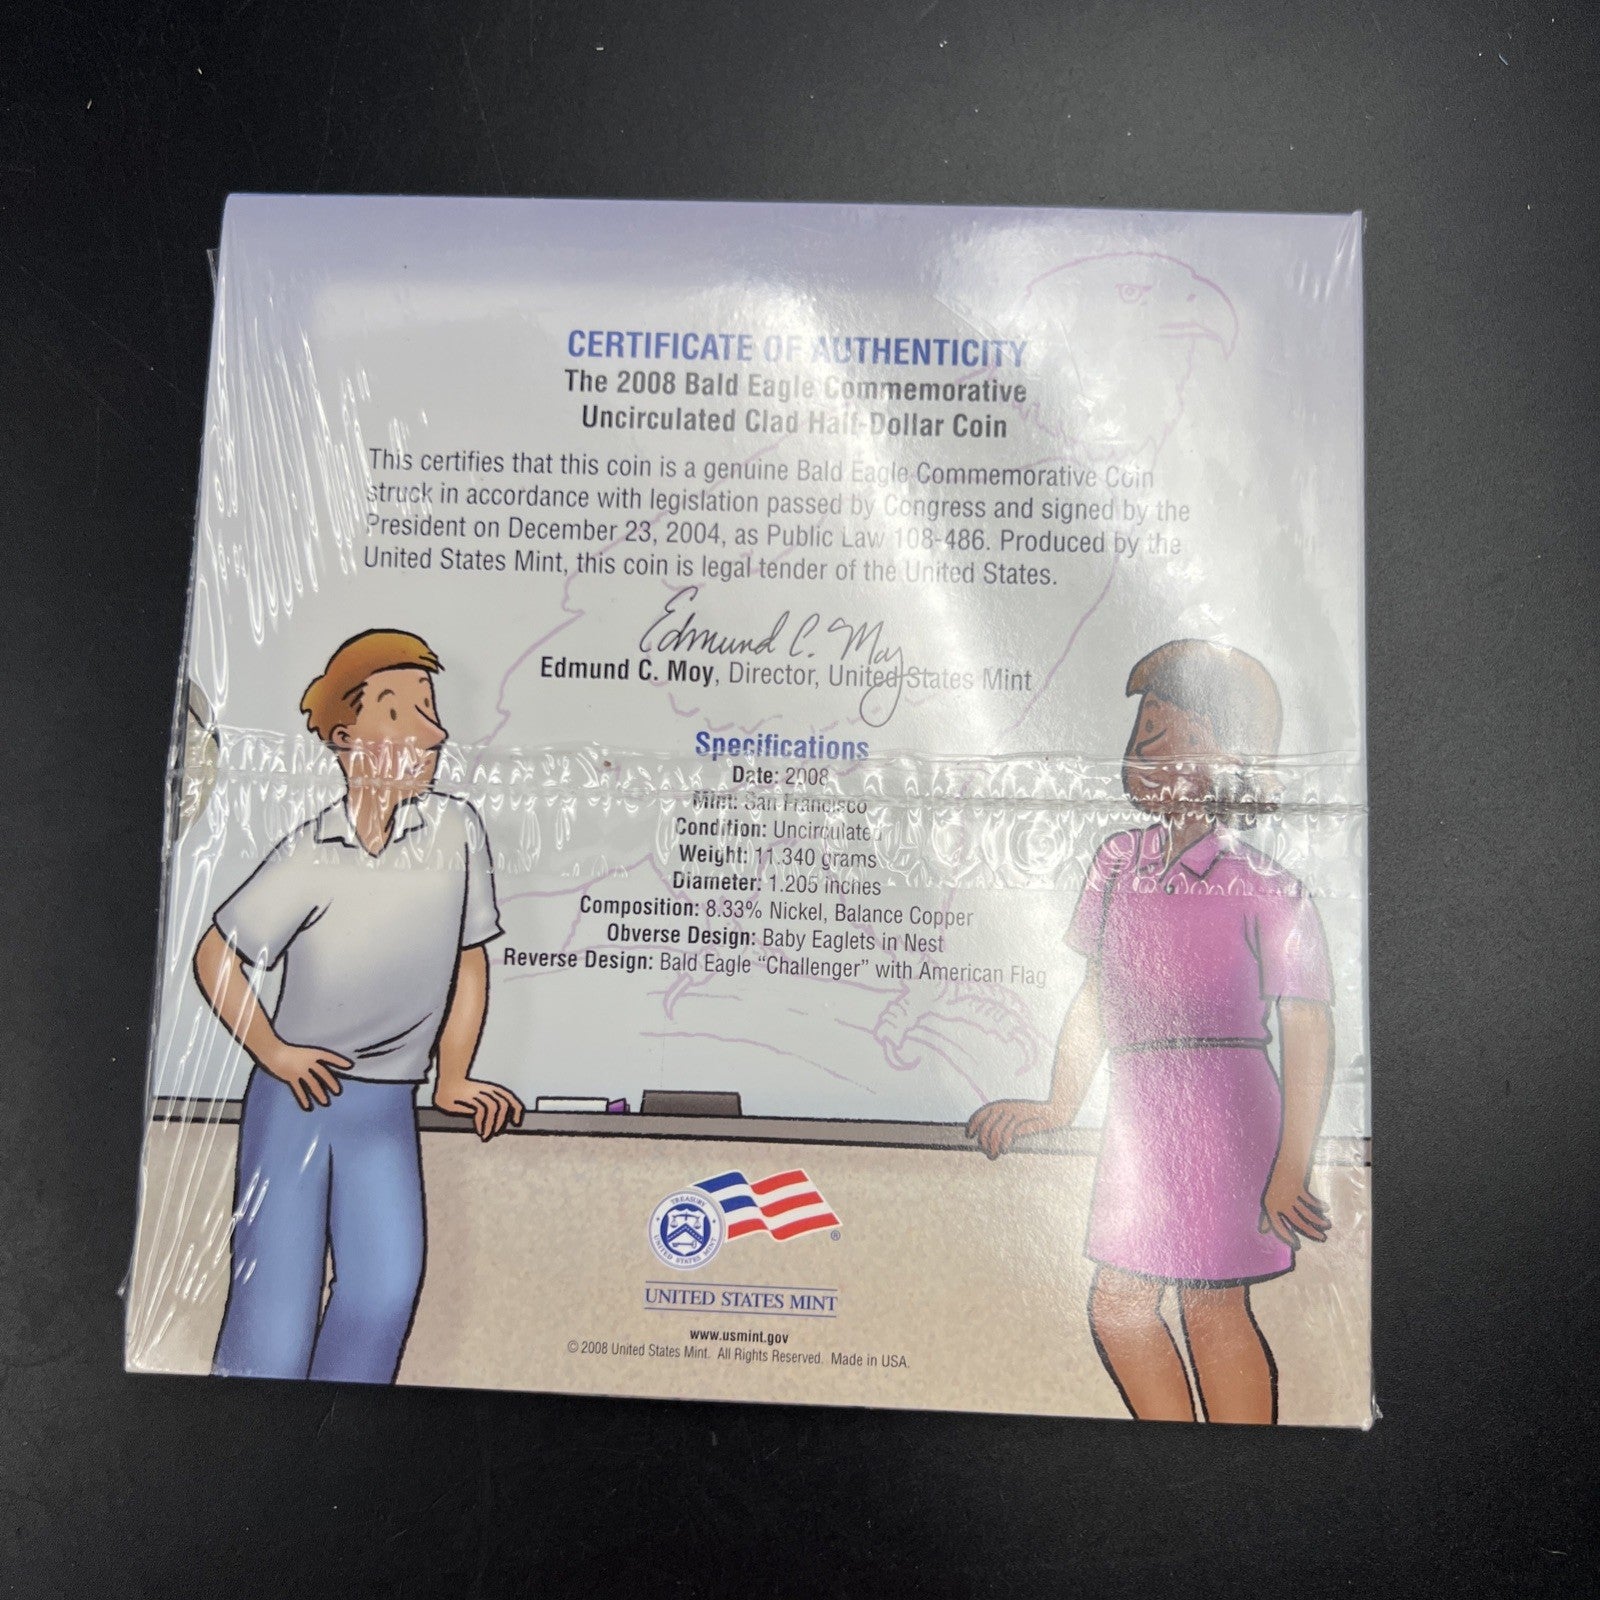 CERTIFICATE OF AUTHENTICITY
The 2008 Bald Eagle Commemorative
Uncirculated Clad Half-Dollar Coin
This certifies that this coin is a genuine Bald Eagle Commemorative Coin
struck in accordance with legislation passed by Congress and signed by the
President on December 23, 2004, as Public Law 108-486. Produced by the
United States Mint, this coin is legal tender of the United States.
Edmund C. Moy
Edmund C. Moy, Director, United States Mint
Specifications
Date: 2008
Mint: San Francisco
Condition: Uncirculated
Weight: 11.340 grams
Diameter: 1.205 inches
Composition: 8.33% Nickel, Balance Copper
Obverse Design: Baby Eaglets in Nest
Reverse Design: Bald Eagle “Challenger” with American Flag
TREASURY
UNITED STATES MINT
®
UNITED STATES MINT
www.usmint.gov
© 2008 United States Mint. All Rights Reserved. Made in USA.